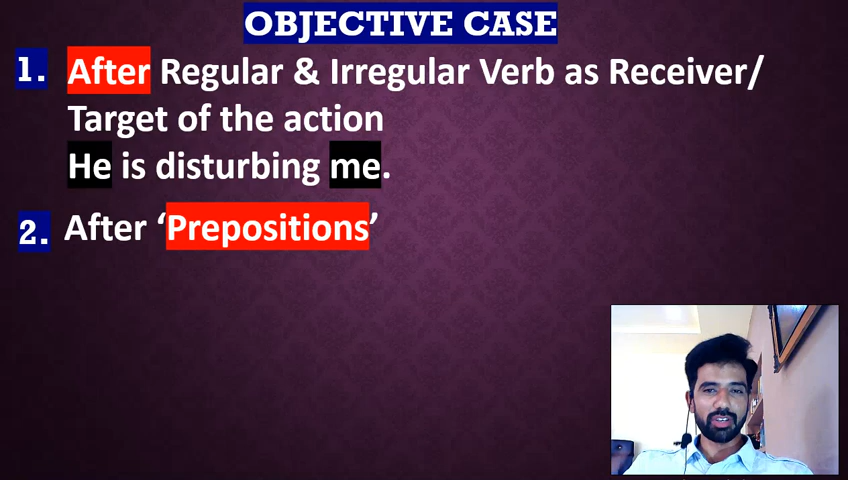 OBJECTIVE CASE
1. After Regular & Irregular Verb as Receiver/
Target of the action
He is disturbing me.
2. After ‘Prepositions’